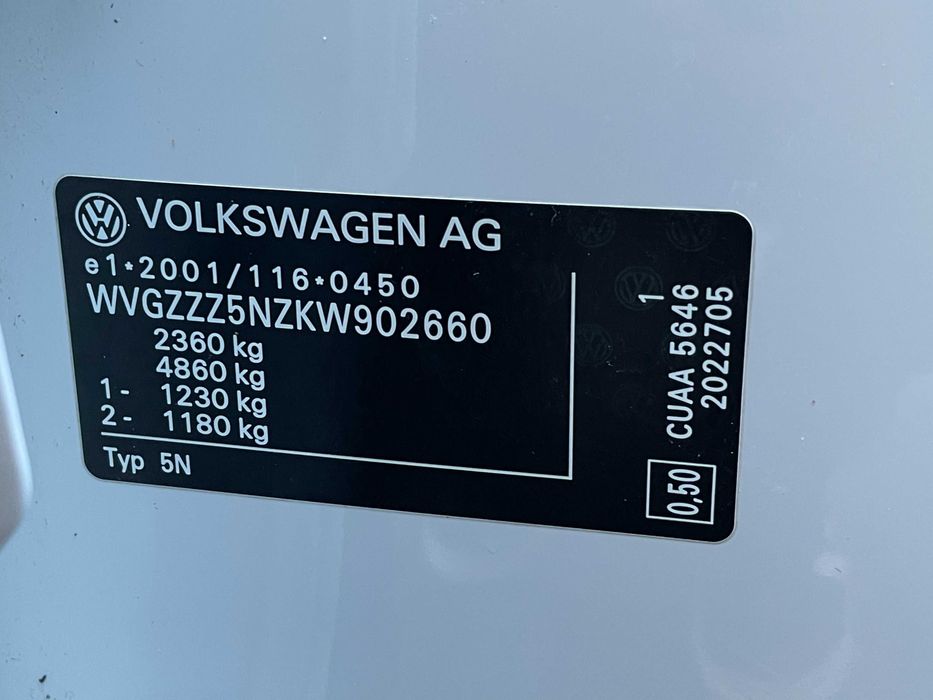 VOLKSWAGEN AG
e1*2001/116*0450
WVGZZZ5NZKW902660
2360 kg
4860 kg
1- 1230 kg
2- 1180 kg
Typ 5N
1
CUAA 5646
2022705
0,50